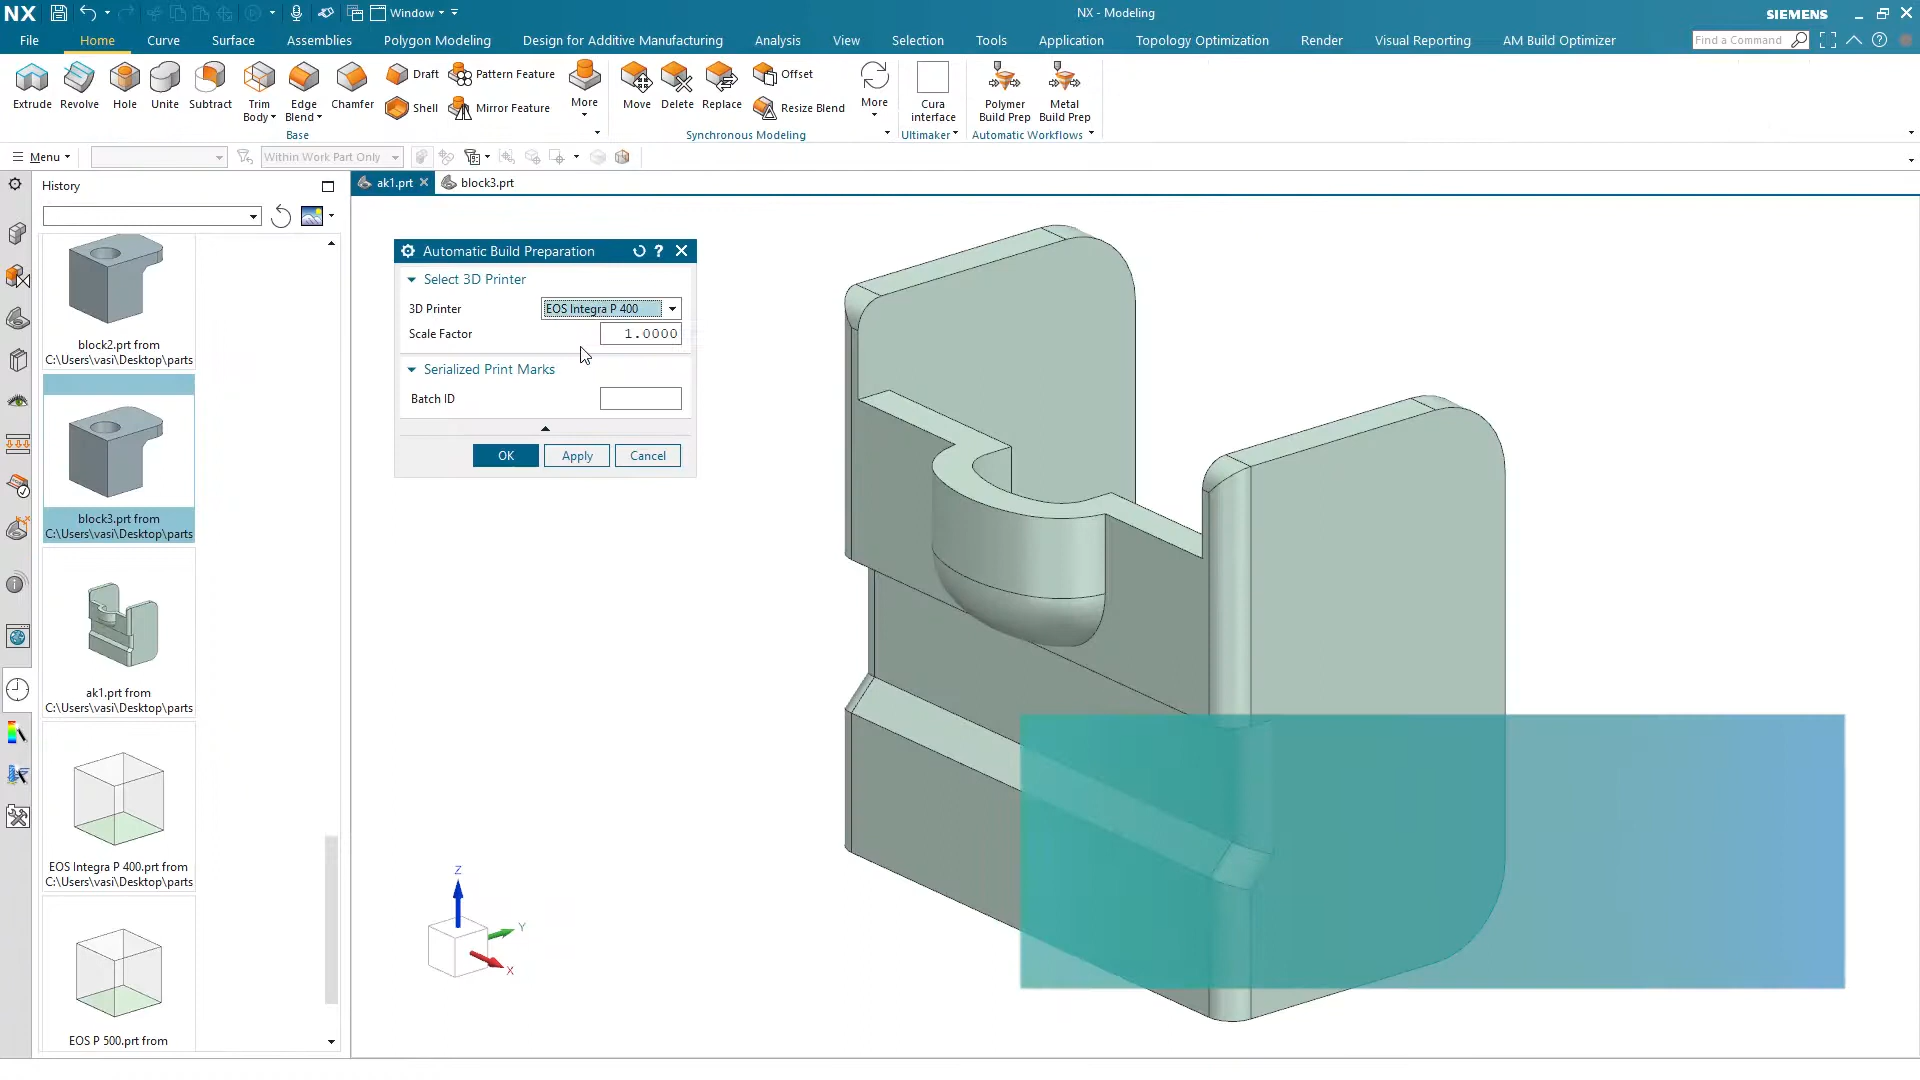 NX
Window
NX - Modeling
SIEMENS
File
Home
Curve
Surface
Assemblies
Polygon Modeling
Design for Additive Manufacturing
Analysis
View
Selection
Tools
Application
Topology Optimization
Render
Visual Reporting
AM Build Optimizer
Find a Command
Extrude
Revolve
Hole
Unite
Subtract
Trim
Body
Edge
Blend
Chamfer
Draft
Shell
Pattern Feature
Mirror Feature
More
Base
Move
Delete
Replace
Offset
Resize Blend
More
Synchronous Modeling
Cura
interface
Ultimaker
Polymer
Build Prep
Metal
Build Prep
Automatic Workflows
Menu
Within Work Part Only
History
ak1.prt
block3.prt
block2.prt from
C:\Users\vasi\Desktop\parts
block3.prt from
C:\Users\vasi\Desktop\parts
ak1.prt from
C:\Users\vasi\Desktop\parts
EOS Integra P 400.prt from
C:\Users\vasi\Desktop\parts
EOS P 500.prt from
Automatic Build Preparation
Select 3D Printer
3D Printer
EOS Integra P 400
Scale Factor
1.0000
Serialized Print Marks
Batch ID
OK
Apply
Cancel
Z
Y
X